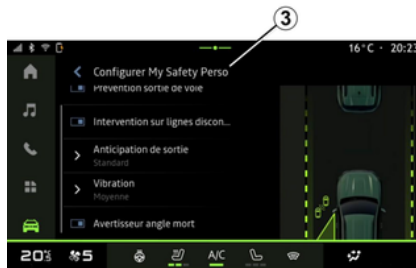 3
16°C · 20:23
Configurer My Safety Perso
Prévention sortie de voie
Intervention sur lignes discon...
Anticipation de sortie
Standard
Vibration
Moyenne
Avertisseur angle mort
20°5 5 A/C